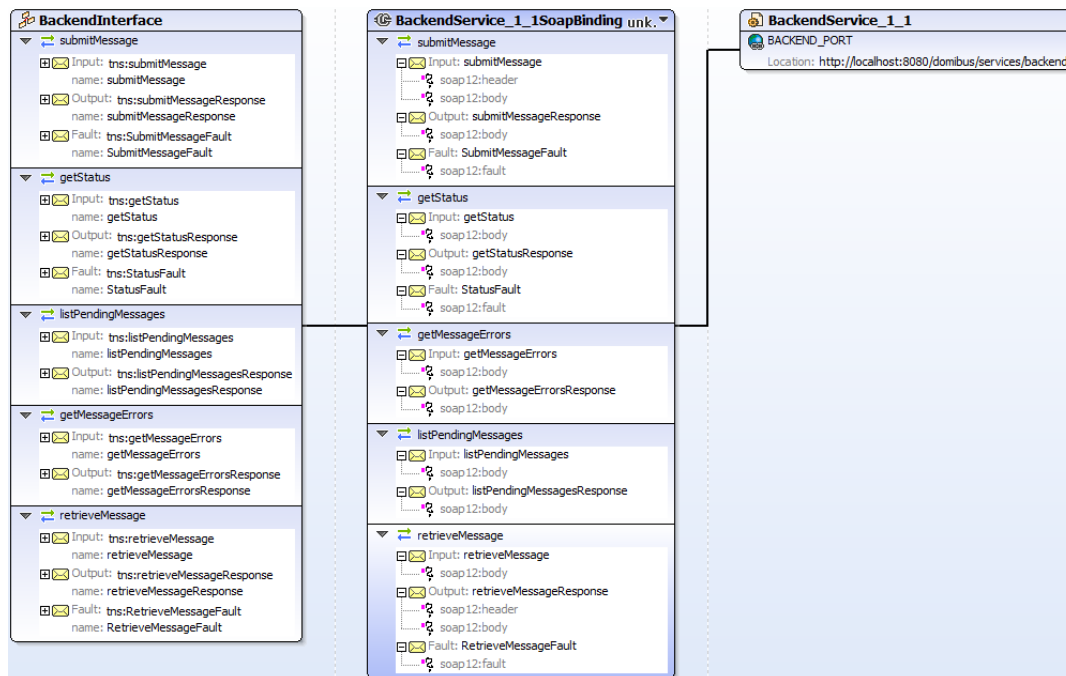 BackendInterface
submitMessage
Input: tns:submitMessage
name: submitMessage
Output: tns:submitMessageResponse
name: submitMessageResponse
Fault: tns:SubmitMessageFault
name: SubmitMessageFault
getStatus
Input: tns:getStatus
name: getStatus
Output: tns:getStatusResponse
name: getStatusResponse
Fault: tns:StatusFault
name: StatusFault
listPendingMessages
Input: tns:listPendingMessages
name: listPendingMessages
Output: tns:listPendingMessagesResponse
name: listPendingMessagesResponse
getMessageErrors
Input: tns:getMessageErrors
name: getMessageErrors
Output: tns:getMessageErrorsResponse
name: getMessageErrorsResponse
retrieveMessage
Input: tns:retrieveMessage
name: retrieveMessage
Output: tns:retrieveMessageResponse
name: retrieveMessageResponse
Fault: tns:RetrieveMessageFault
name: RetrieveMessageFault
BackendService_1_1SoapBinding unk.
submitMessage
Input: submitMessage
soap12:header
soap12:body
Output: submitMessageResponse
soap12:body
Fault: SubmitMessageFault
soap12:fault
getStatus
Input: getStatus
soap12:body
Output: getStatusResponse
soap12:body
Fault: StatusFault
soap12:fault
getMessageErrors
Input: getMessageErrors
soap12:body
Output: getMessageErrorsResponse
soap12:body
listPendingMessages
Input: listPendingMessages
soap12:body
Output: listPendingMessagesResponse
soap12:body
retrieveMessage
Input: retrieveMessage
soap12:body
Output: retrieveMessageResponse
soap12:header
soap12:body
Fault: RetrieveMessageFault
soap12:fault
BackendService_1_1
BACKEND_PORT
Location: http://localhost:8080/domibus/services/backend